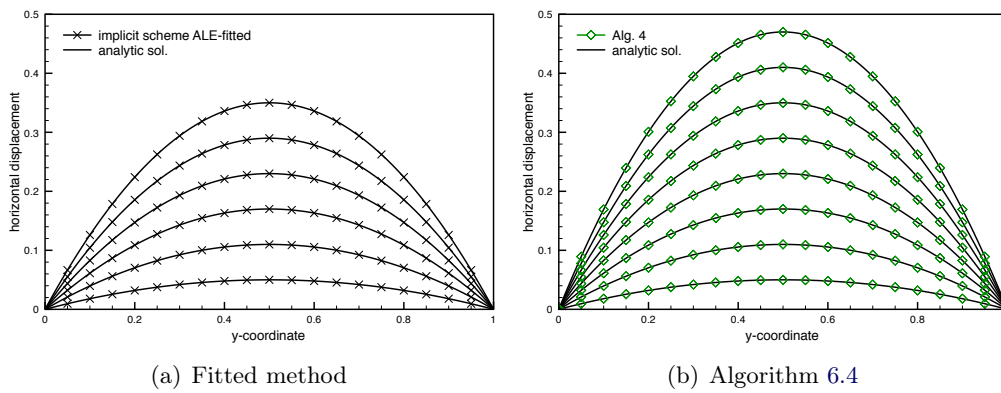 0.5
implicit scheme ALE-fitted
analytic sol.
0.4
0.3
0.2
0.1
0
horizontal displacement
0 0.2 0.4 0.6 0.8 1
y-coordinate
(a) Fitted method
0.5
Alg. 4
analytic sol.
0.4
0.3
0.2
0.1
0
horizontal displacement
0 0.2 0.4 0.6 0.8
y-coordinate
(b) Algorithm 6.4